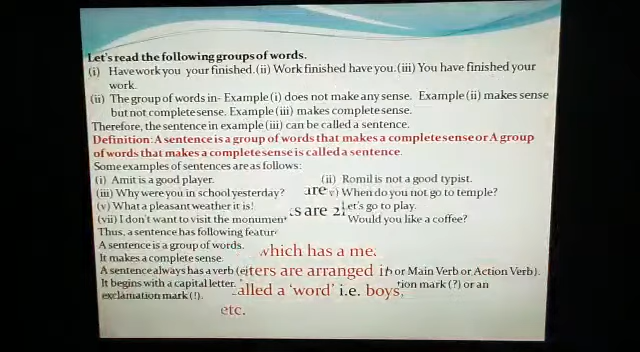 Let's read the following groups of words.
(i) Have work you your finished. (ii) Work finished have you. (iii) You have finished your
work.
(ii) The group of words in- Example (i) does not make any sense. Example (ii) makes sense
but not complete sense. Example (iii) makes complete sense.
Therefore, the sentence in example (iii) can be called a sentence.
Definition: A sentence is a group of words that makes a complete sense or A group
of words that makes a complete sense is called a sentence.
Some examples of sentences are as follows:
(i) Amit is a good player. (ii) Romil is not a good typist.
(iii) Why were you in school yesterday? are v) When do you not go to temple?
(v) What a pleasant weather it is! s are 2 Let's go to play.
(vii) I don't want to visit the Would you like a coffee?
Thus, a sentence has following
A sentence is a group of words. which has a me
It makes a complete sense.
A sentence always has a verb ters are arranged i or Main Verb or Action Verb).
It begins with a capital letter. alled a 'word' i.e. boys, tion mark (?) or an
exclamation mark (!).
etc.